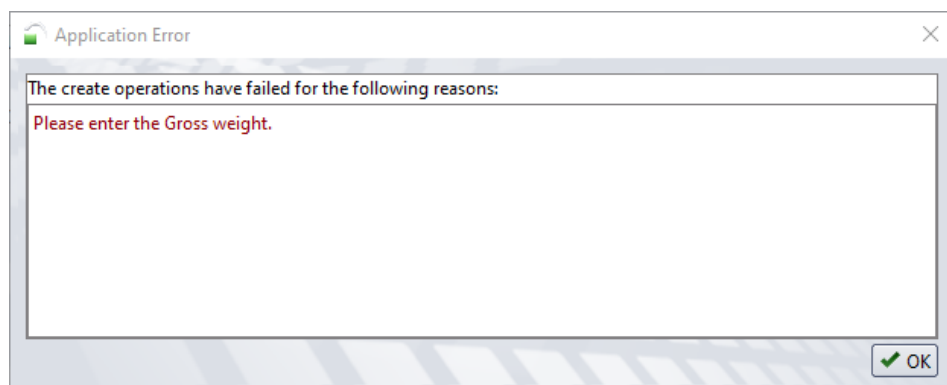 Application Error
The create operations have failed for the following reasons:
Please enter the Gross weight.
OK